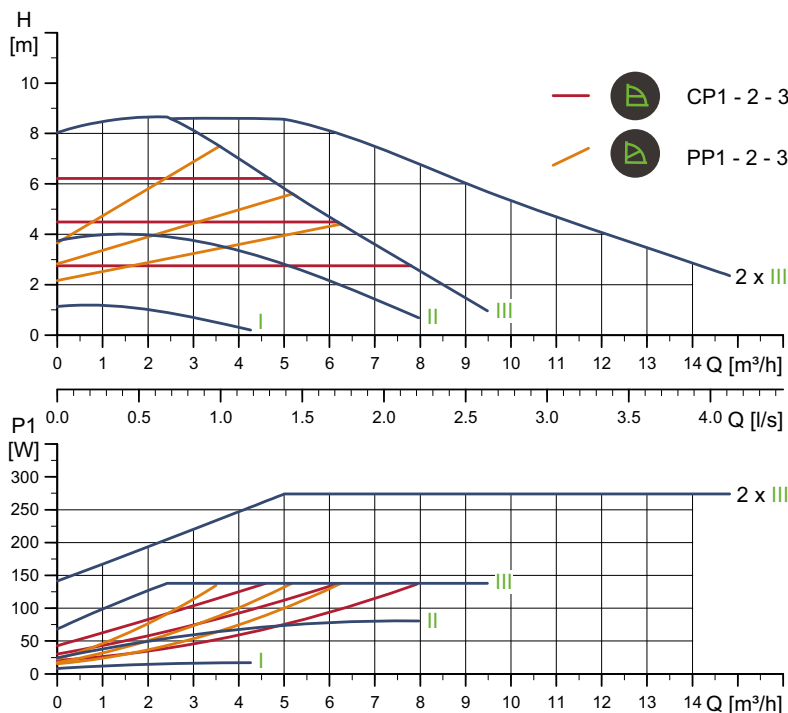 H
[m]
10
8
6
4
2
0
CP1 - 2 - 3
PP1 - 2 - 3
I
II
III
2 x III
0 1 2 3 4 5 6 7 8 9 10 11 12 13 14 Q [m³/h]
0.0 0.5 1.0 1.5 2.0 2.5 3.0 3.5 4.0 Q [l/s]
P1
[W]
300
250
200
150
100
50
0
2 x III
III
II
I
0 1 2 3 4 5 6 7 8 9 10 11 12 13 14 Q [m³/h]